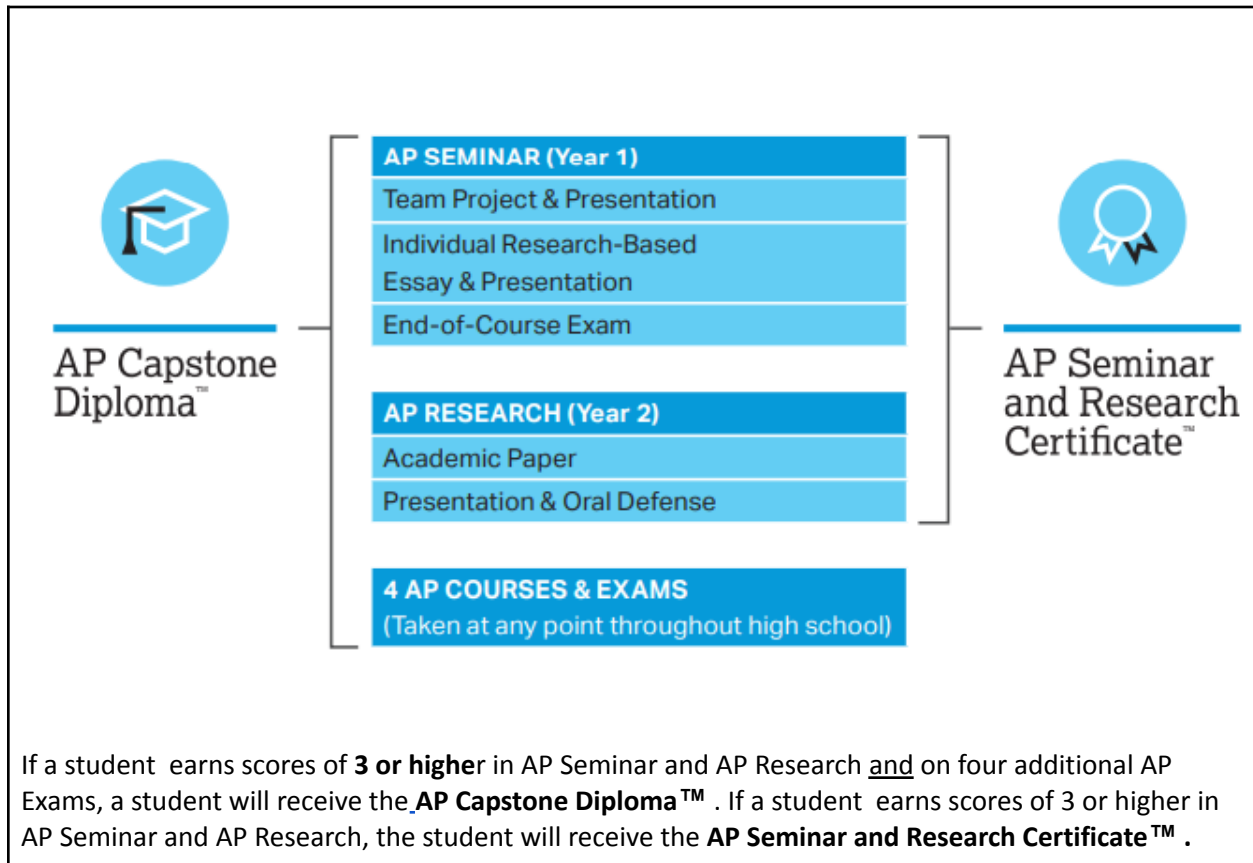 AP Capstone
Diploma™
AP SEMINAR (Year 1)
Team Project & Presentation
Individual Research-Based
Essay & Presentation
End-of-Course Exam
AP RESEARCH (Year 2)
Academic Paper
Presentation & Oral Defense
4 AP COURSES & EXAMS
(Taken at any point throughout high school)
AP Seminar
and Research
Certificate™
If a student  earns scores of 3 or higher in AP Seminar and AP Research and on four additional AP
Exams, a student will receive the AP Capstone Diploma™ . If a student  earns scores of 3 or higher in
AP Seminar and AP Research, the student will receive the AP Seminar and Research Certificate™ .